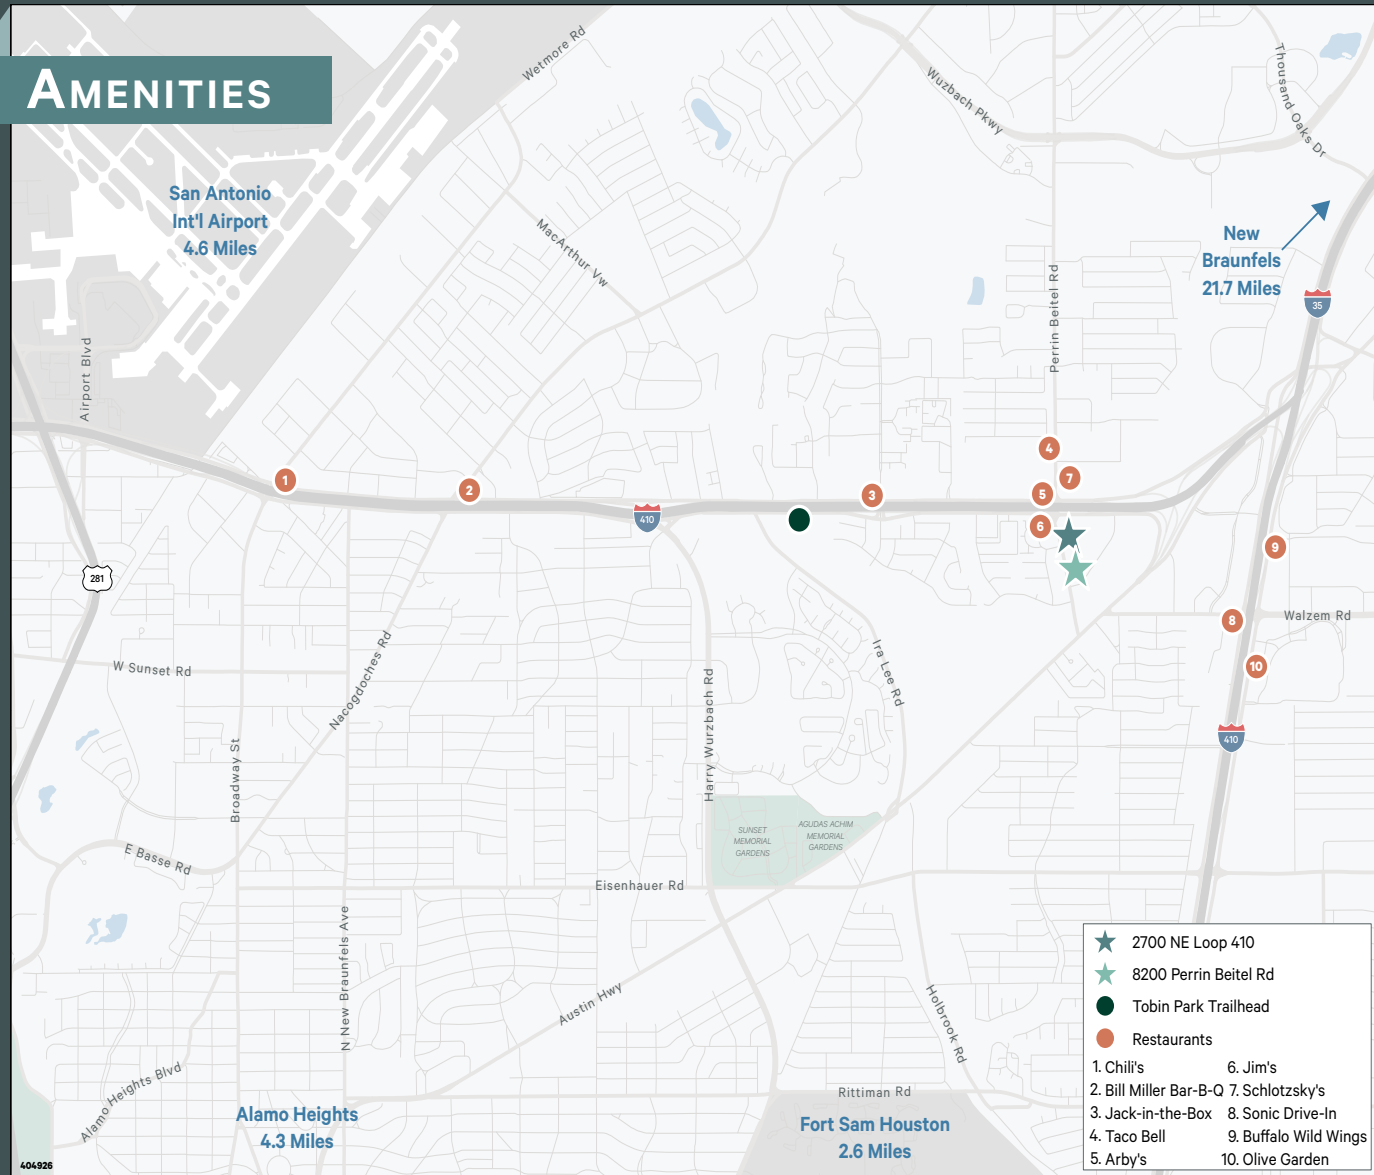 AMENITIES
Wetmore Rd
Wuzbach Pkwy
Thousand Oaks Dr
San Antonio
Int'l Airport
4.6 Miles
MacArthur Vw
New
Braunfels
21.7 Miles
Perrin Beitel Rd
35
Airport Blvd
4
7
1
2
3
5
410
6
9
281
8
Walzem Rd
W Sunset Rd
Nacogdoches Rd
Ira Lee Rd
10
Harry Wurzbach Rd
410
Broadway St
SUNSET
MEMORIAL
GARDENS
AGUDAS ACHIM
MEMORIAL
GARDENS
E Basse Rd
Eisenhauer Rd
N New Braunfels Ave
Austin Hwy
Holbrook Rd
Alamo Heights Blvd
Rittiman Rd
Alamo Heights
4.3 Miles
Fort Sam Houston
2.6 Miles
2700 NE Loop 410
8200 Perrin Beitel Rd
Tobin Park Trailhead
Restaurants
1. Chili's
2. Bill Miller Bar-B-Q
3. Jack-in-the-Box
4. Taco Bell
5. Arby's
6. Jim's
7. Schlotzsky's
8. Sonic Drive-In
9. Buffalo Wild Wings
10. Olive Garden
404926